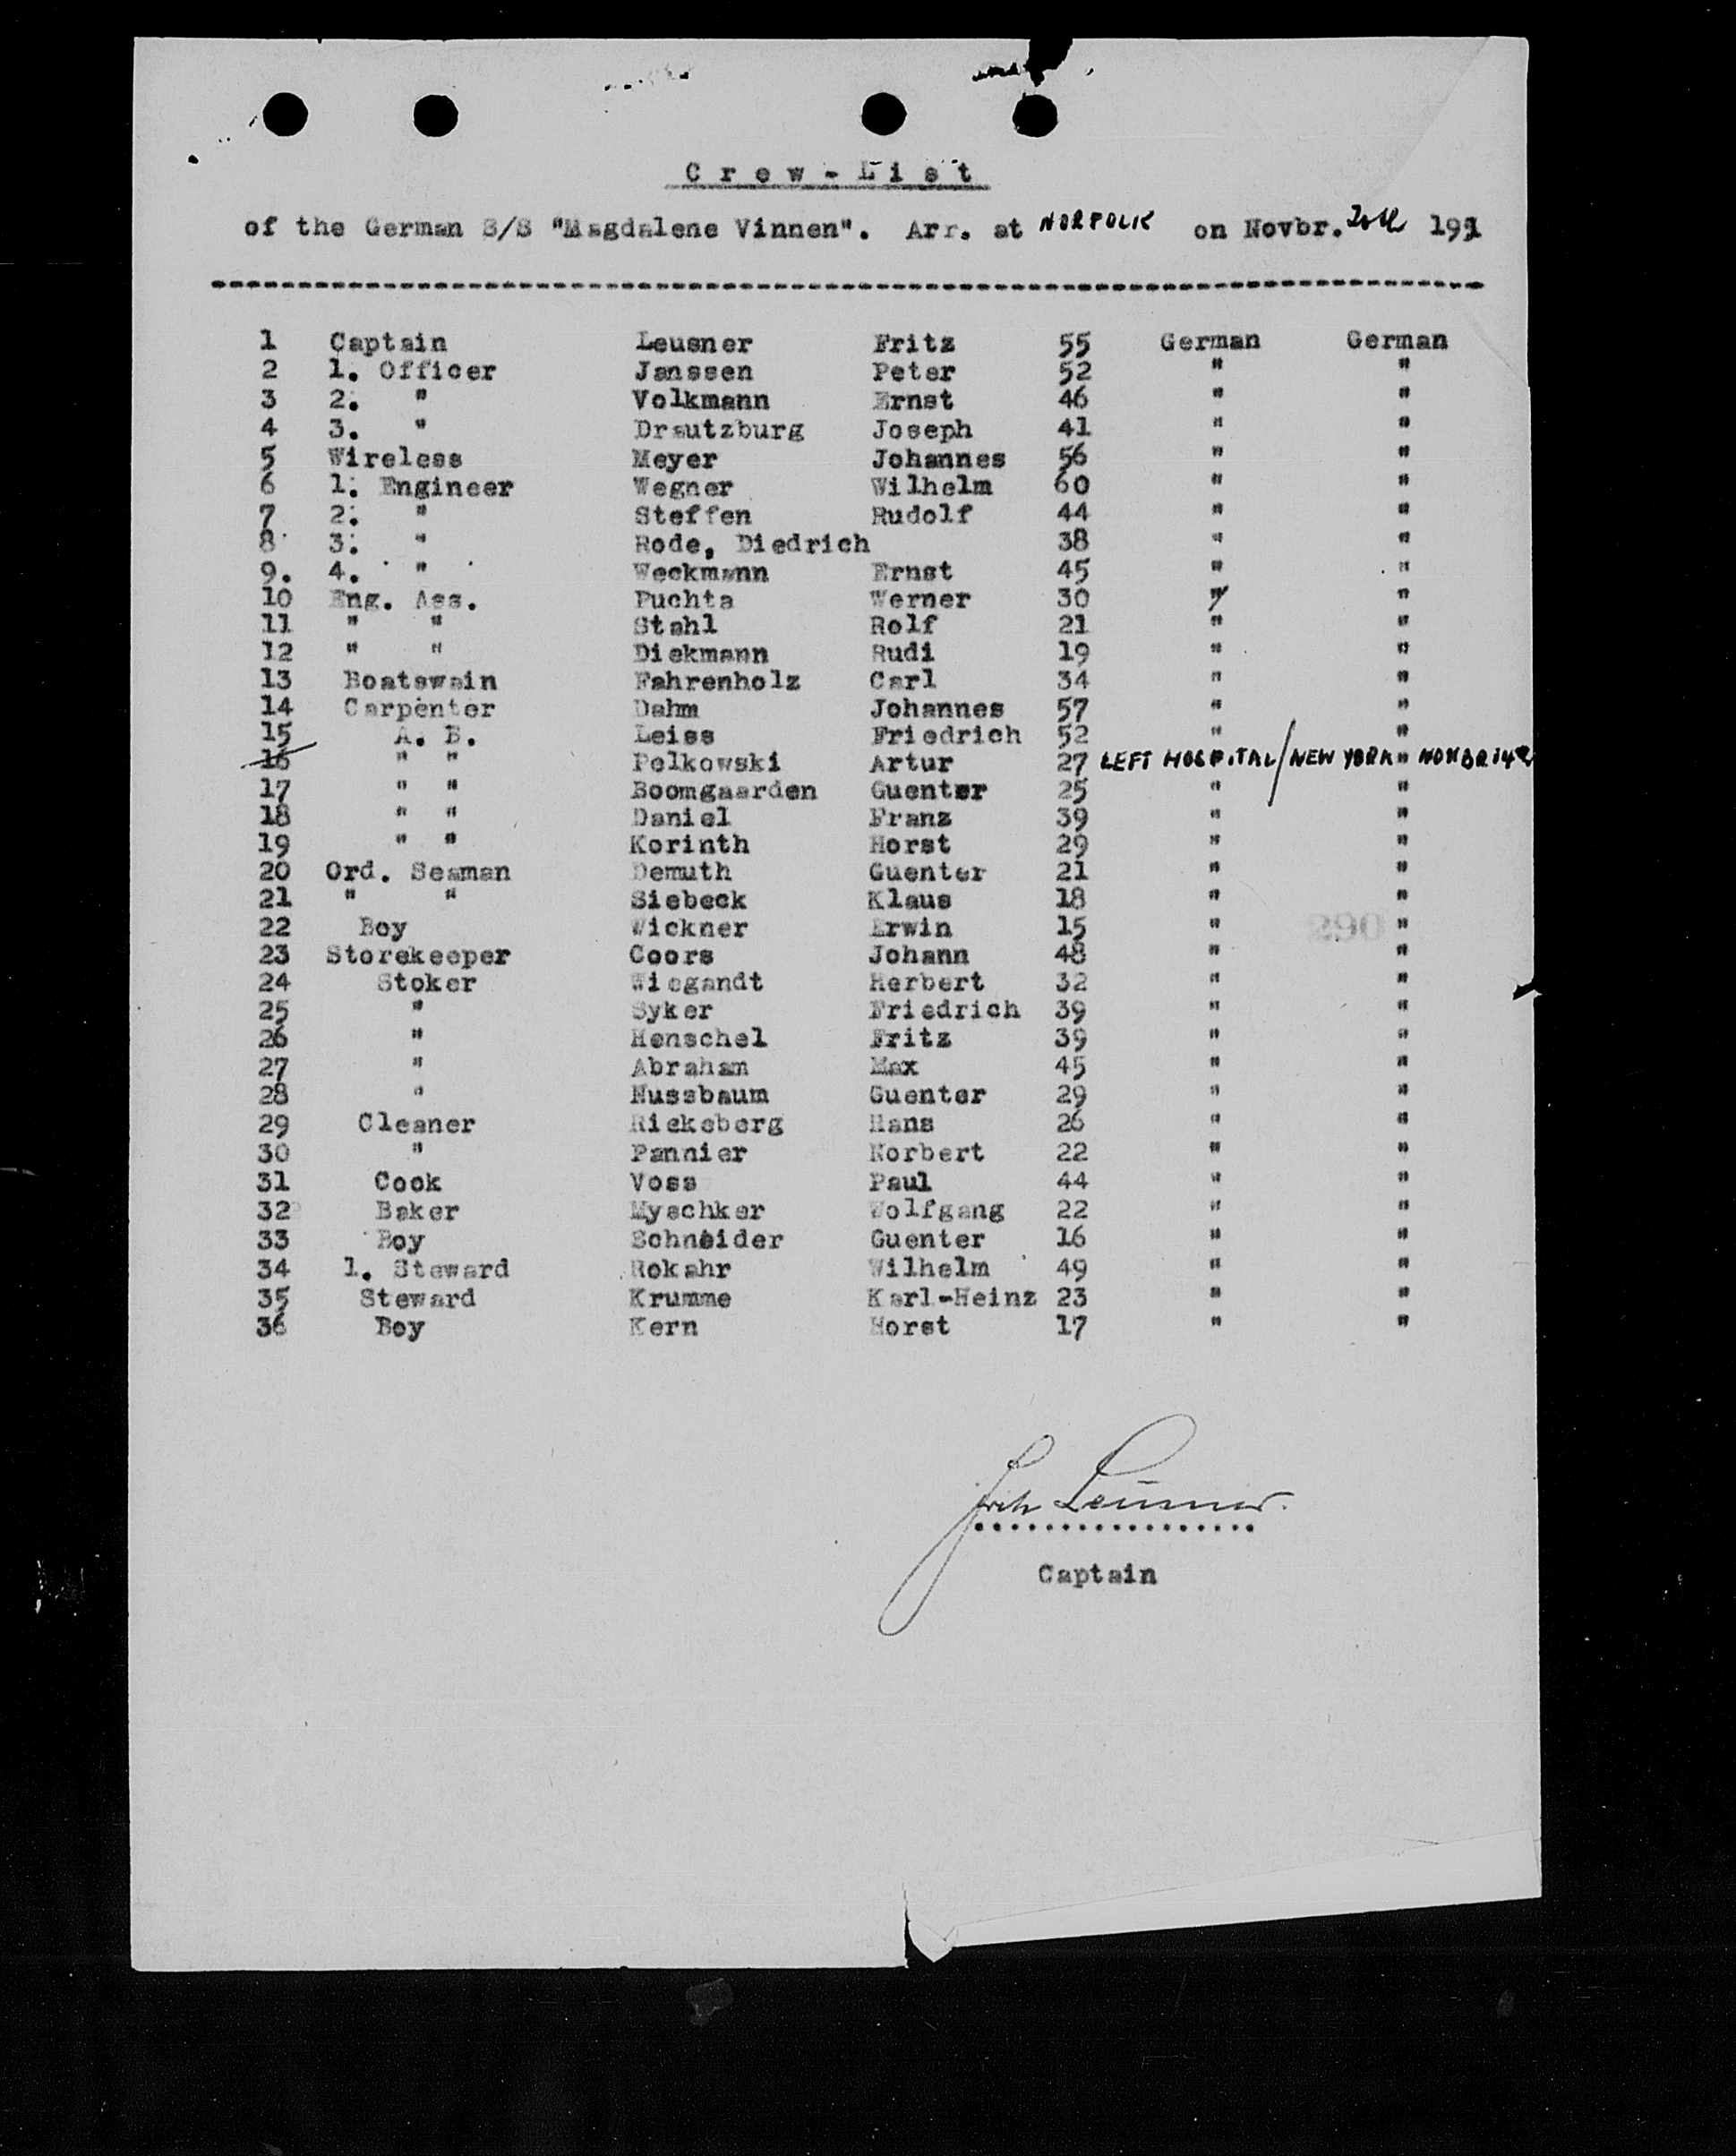 Crew-List
of the German S/S "Magdalene Vinnen". Arr. at NORFOLK on Novbr. 20th 1951
1 Captain Leusner Fritz 55 German German
2 1. Officer Janssen Peter 52 " "
3 2. " Volkmann Ernst 46 " "
4 3. " Drautzburg Joseph 41 " "
5 Wireless Meyer Johannes 56 " "
6 1. Engineer Wegner Wilhelm 60 " "
7 2. " Steffen Rudolf 44 " "
8 3. " Rode, Diedrich 38 " "
9. 4. " Weckmann Ernst 45 " "
10 Eng. Ass. Puchta Werner 30 " "
11 " " Stahl Rolf 21 " "
12 " " Diekmann Rudi 19 " "
13 Boatswain Fahrenholz Carl 34 " "
14 Carpenter Dahm Johannes 57 " "
15 A. B. Leiss Friedrich 52 " "
16 " " Pelkowski Artur 27 LEFT HOSPITAL/NEW YORK " NOVBR 14th
17 " " Boomgaarden Guenter 25 " "
18 " " Daniel Franz 39 " "
19 " " Korinth Horst 29 " "
20 Ord. Seaman Demuth Guenter 21 " "
21 " " Siebeck Klaus 18 " "
22 Boy Wickner Erwin 15 " "
23 Storekeeper Coors Johann 48 " "
24 Stoker Wiegandt Herbert 32 " "
25 " Syker Friedrich 39 " "
26 " Henschel Fritz 39 " "
27 " Abraham Max 45 " "
28 " Nussbaum Guenter 29 " "
29 Cleaner Riekeberg Hans 26 " "
30 " Pannier Norbert 22 " "
31 Cook Voss Paul 44 " "
32 Baker Myschker Wolfgang 22 " "
33 Boy Schneider Guenter 16 " "
34 1. Steward Rokahr Wilhelm 49 " "
35 Steward Krumme Karl-Heinz 23 " "
36 Boy Kern Horst 17 " "
Fritz Leusner.
Captain